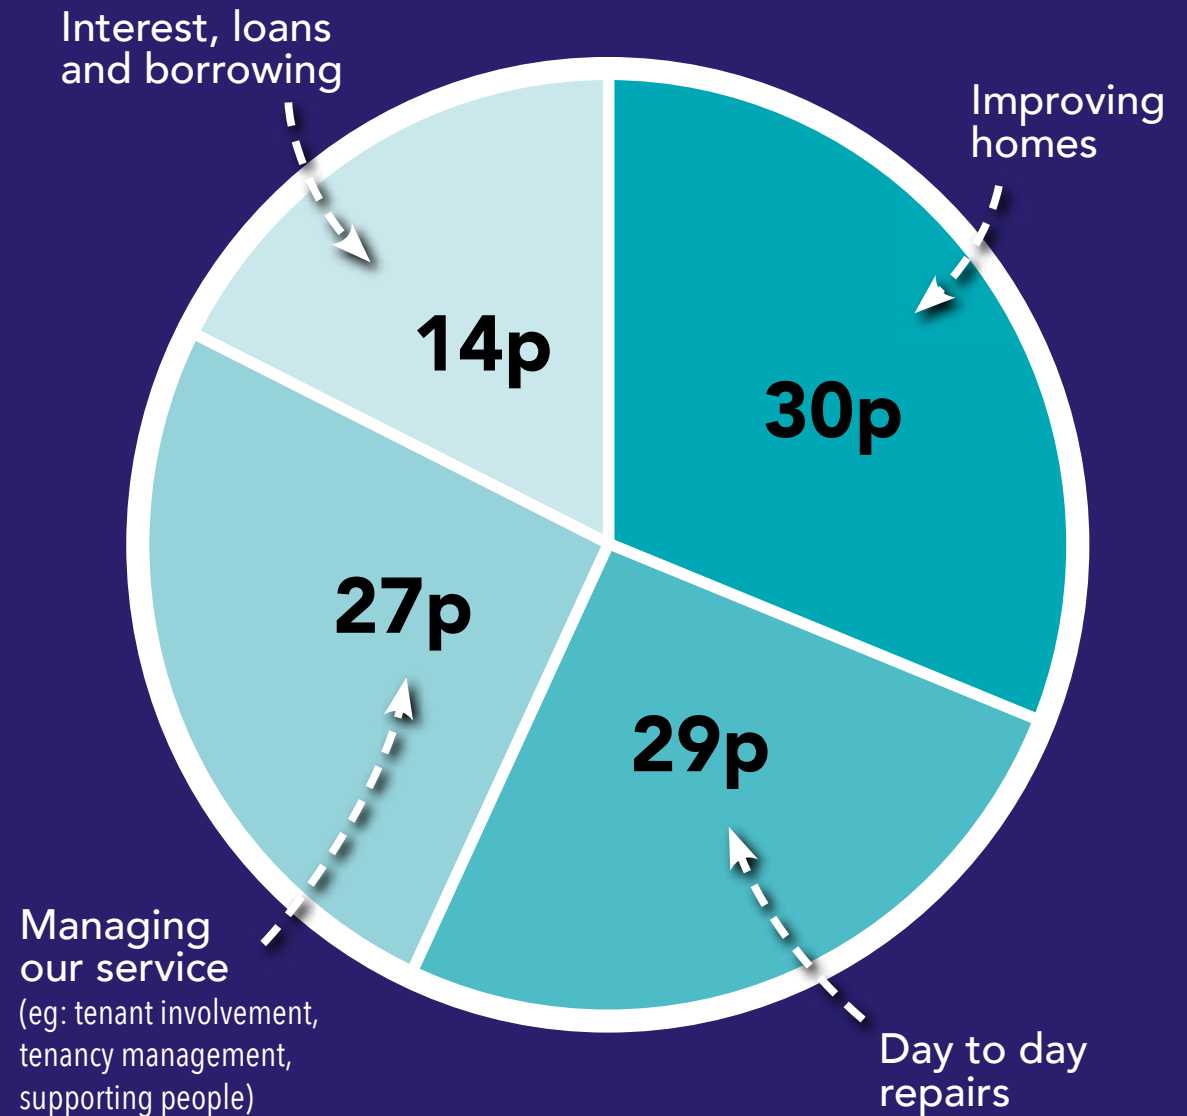 Interest, loans
and borrowing
Improving
homes
14p
30p
27p
29p
Managing
our service
(eg: tenant involvement,
tenancy management,
supporting people)
Day to day
repairs